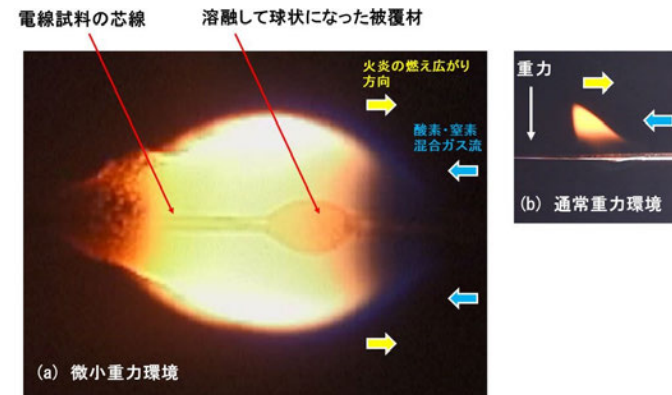 電線試料の芯線
溶融して球状になった被覆材
火炎の燃え広がり
方向
酸素・窒素
混合ガス流
(a) 微小重力環境
重力
(b) 通常重力環境